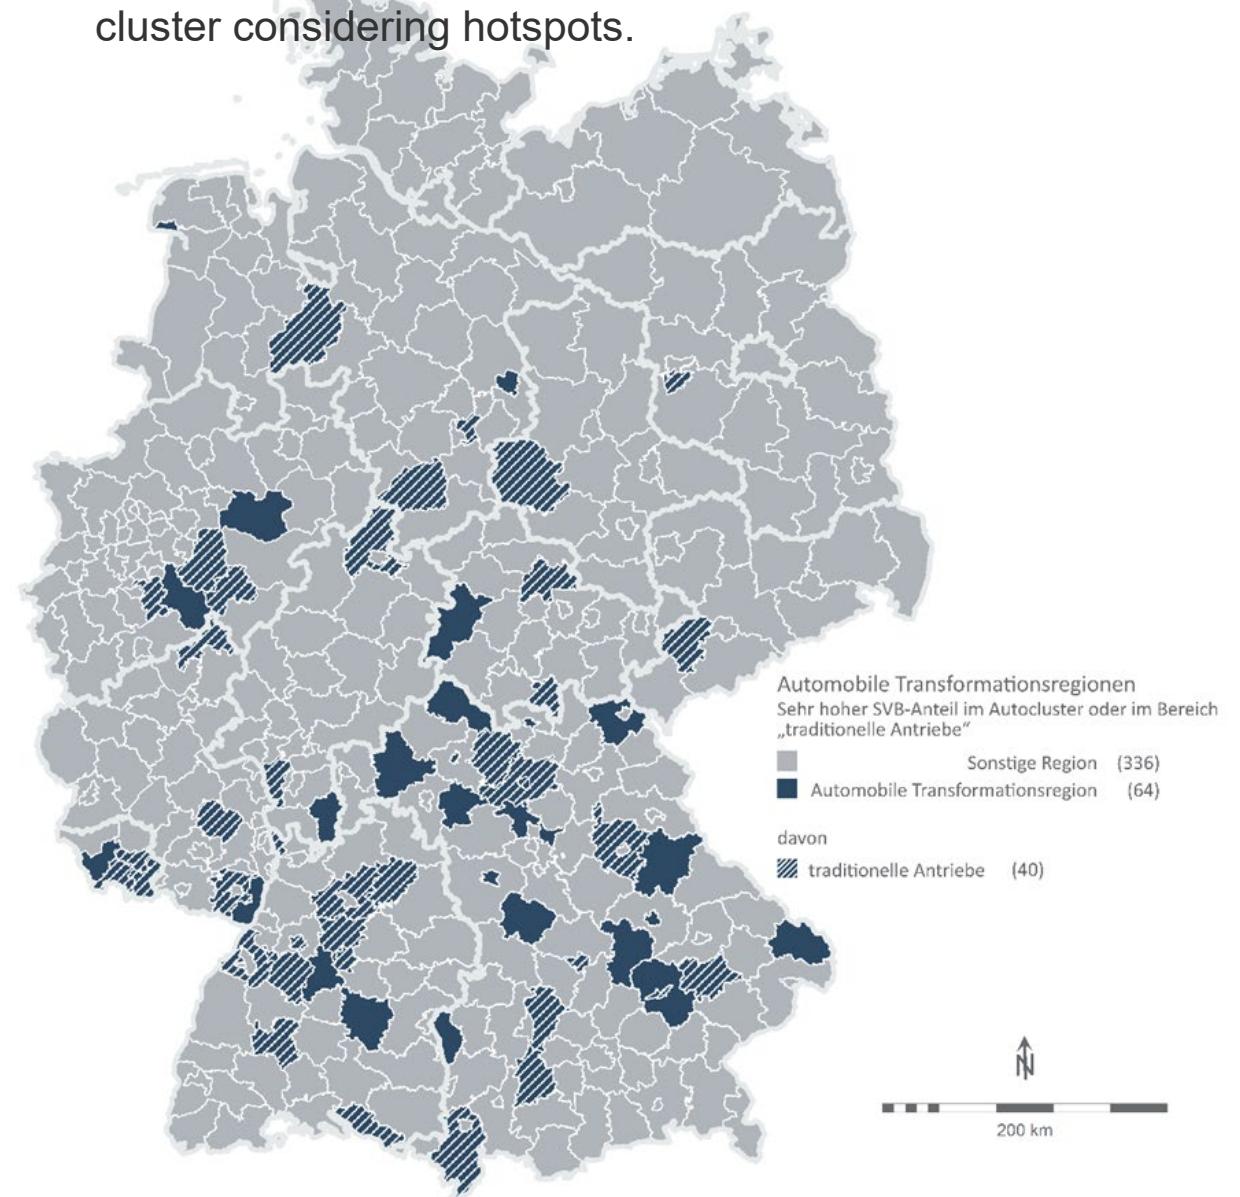 cluster considering hotspots.
Automobile Transformationsregionen
Sehr hoher SVB-Anteil im Autocluster oder im Bereich
„traditionelle Antriebe“
Sonstige Region (336)
Automobile Transformationsregion (64)
davon
traditionelle Antriebe (40)
N
200 km